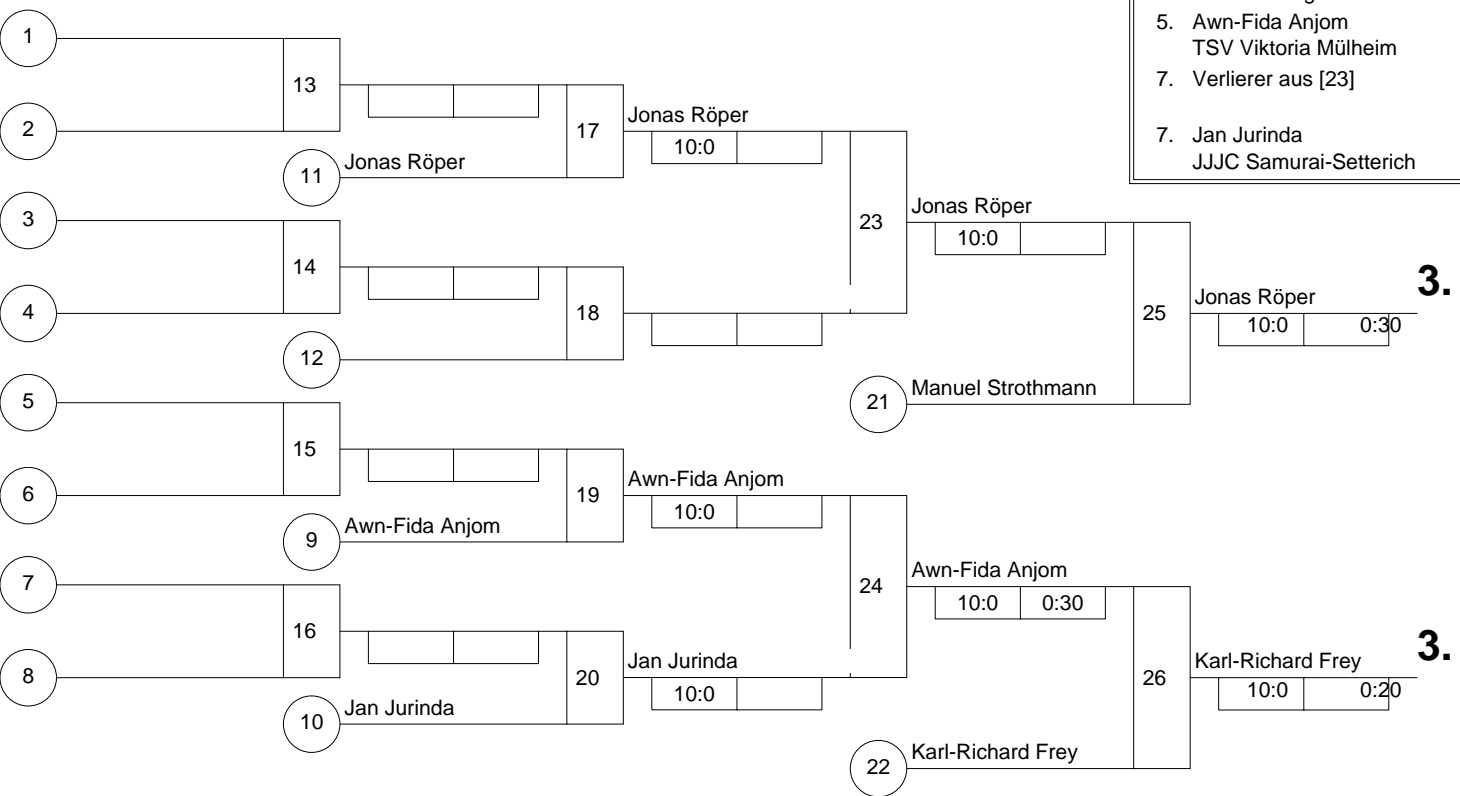 5. Awn-Fida Anjom
TSV Viktoria Mülheim
7. Verlierer aus [23]
7. Jan Jurinda
JJJC Samurai-Setterich
1
13
2
17
Jonas Röper
10:0
11
Jonas Röper
3
23
Jonas Röper
10:0
14
4
18
12
25
Jonas Röper
3.
10:0
0:30
21
Manuel Strothmann
5
15
6
19
Awn-Fida Anjom
10:0
9
Awn-Fida Anjom
7
24
Awn-Fida Anjom
10:0
0:30
16
8
20
Jan Jurinda
10:0
10
Jan Jurinda
26
Karl-Richard Frey
3.
10:0
0:20
22
Karl-Richard Frey